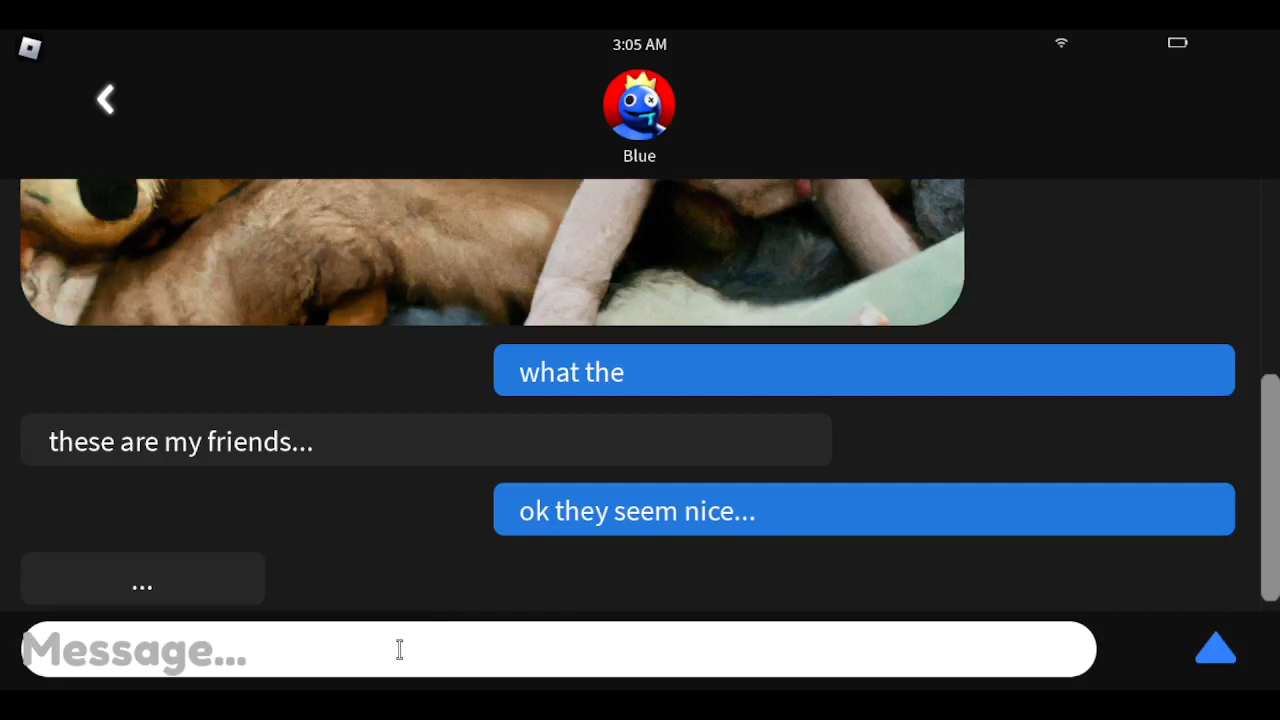 3:05 AM
Blue
what the
these are my friends...
ok they seem nice...
...
Message...